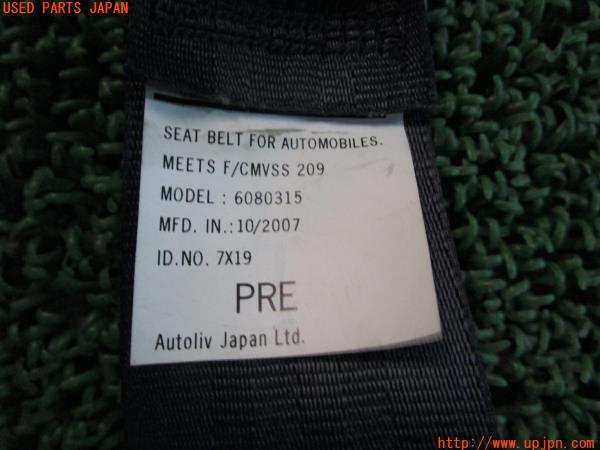 USED PARTS JAPAN
SEAT BELT FOR AUTOMOBILES.
MEETS F/CMVSS 209
MODEL : 6080315
MFD. IN.:10/2007
ID.NO. 7X19
PRE
Autoliv Japan Ltd.
http://www.upjpn.com/